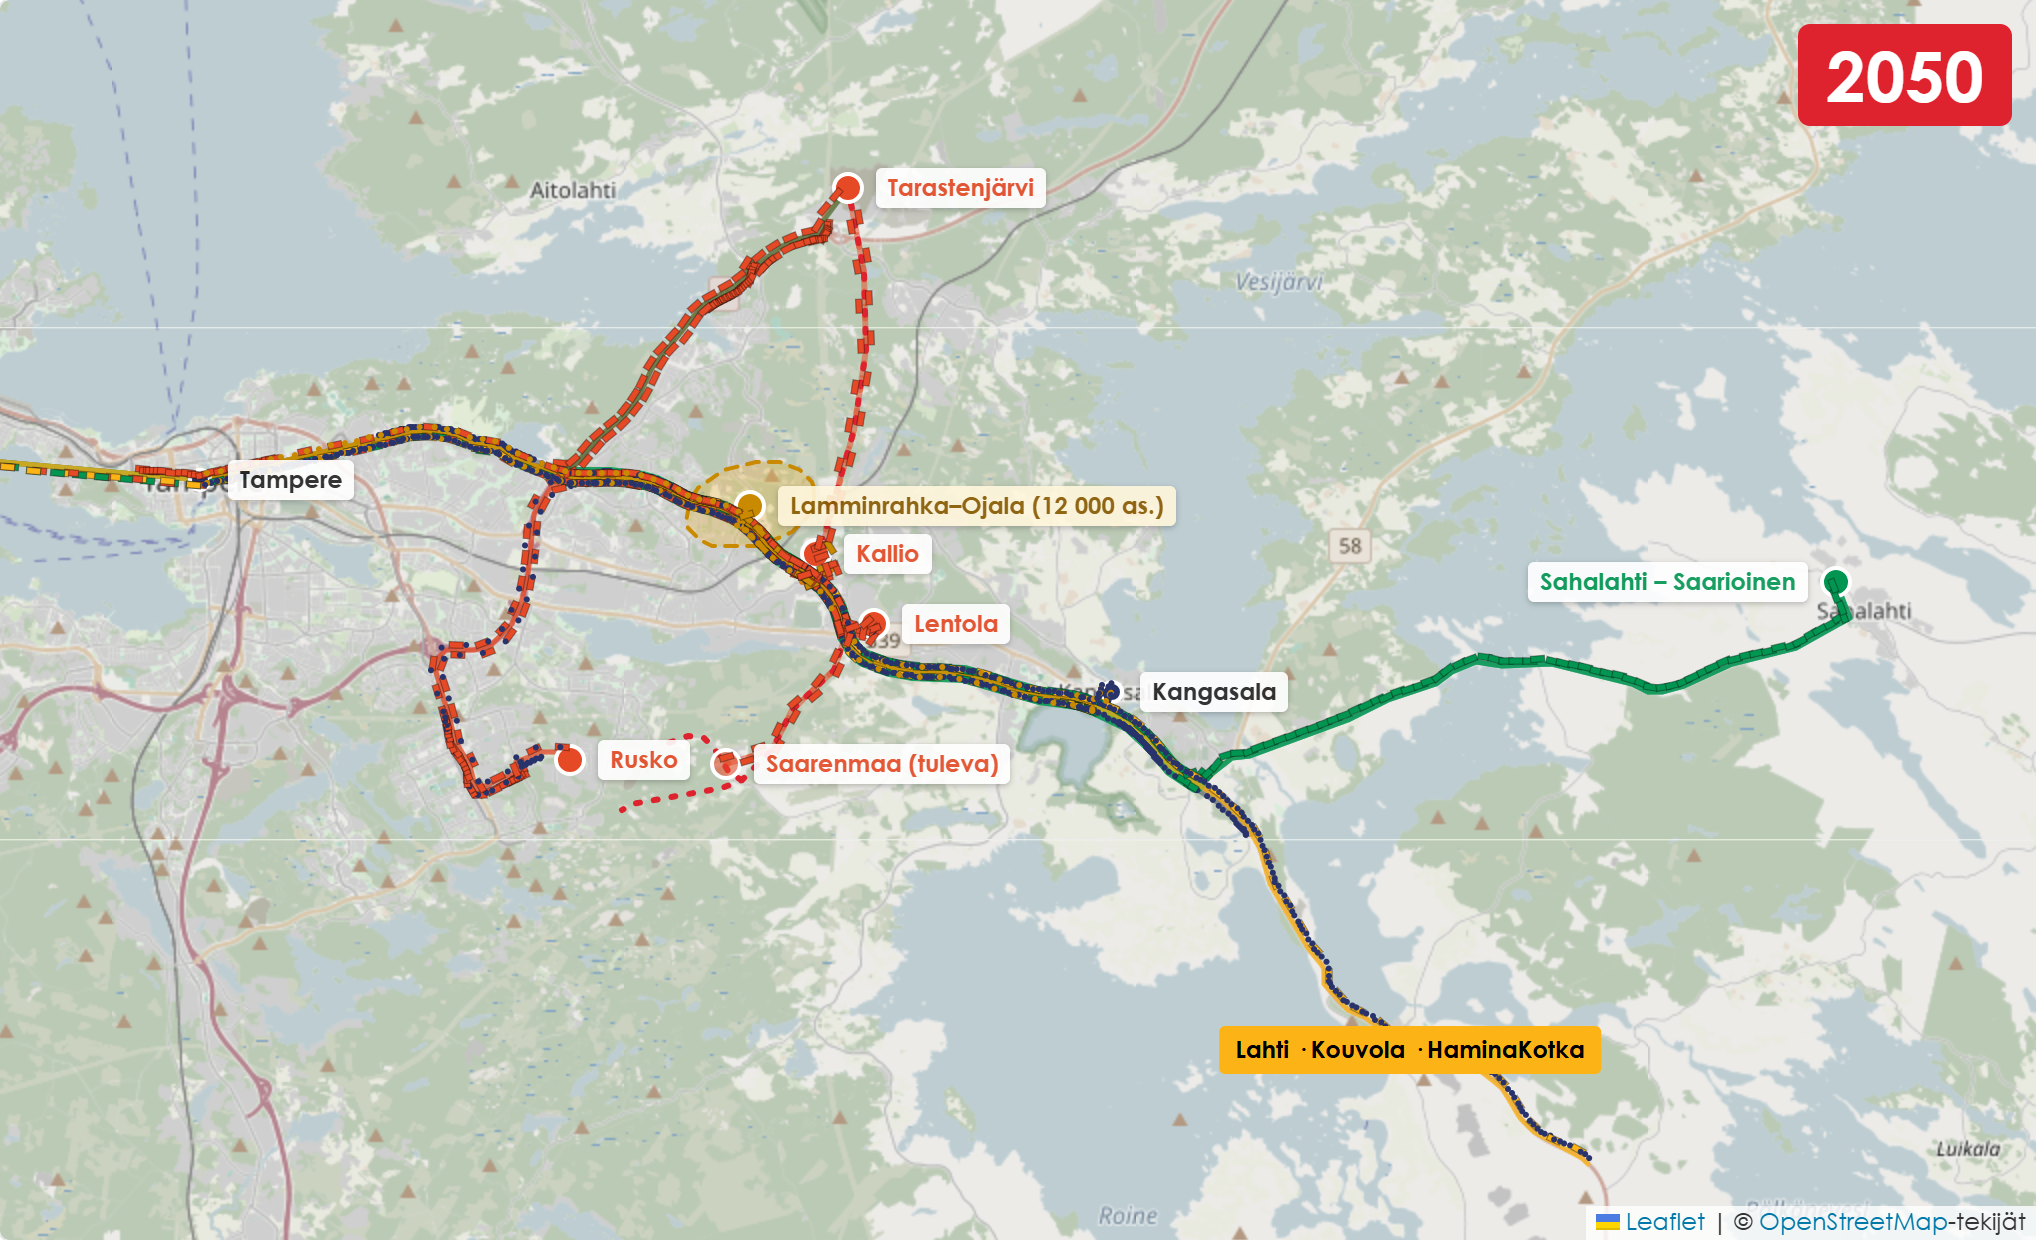 2050
Tarastenjärvi
Aitolahti
Vesijärvi
Tampere
Lamminrahka–Ojala (12 000 as.)
Kallio
58
Sahalahti – Saarioinen
Sahalahti
Lentola
Kangasala
Rusko
Saarenmaa (tuleva)
Lahti · Kouvola · HaminaKotka
Luikala
Roine
Leaflet | © OpenStreetMap-tekijät